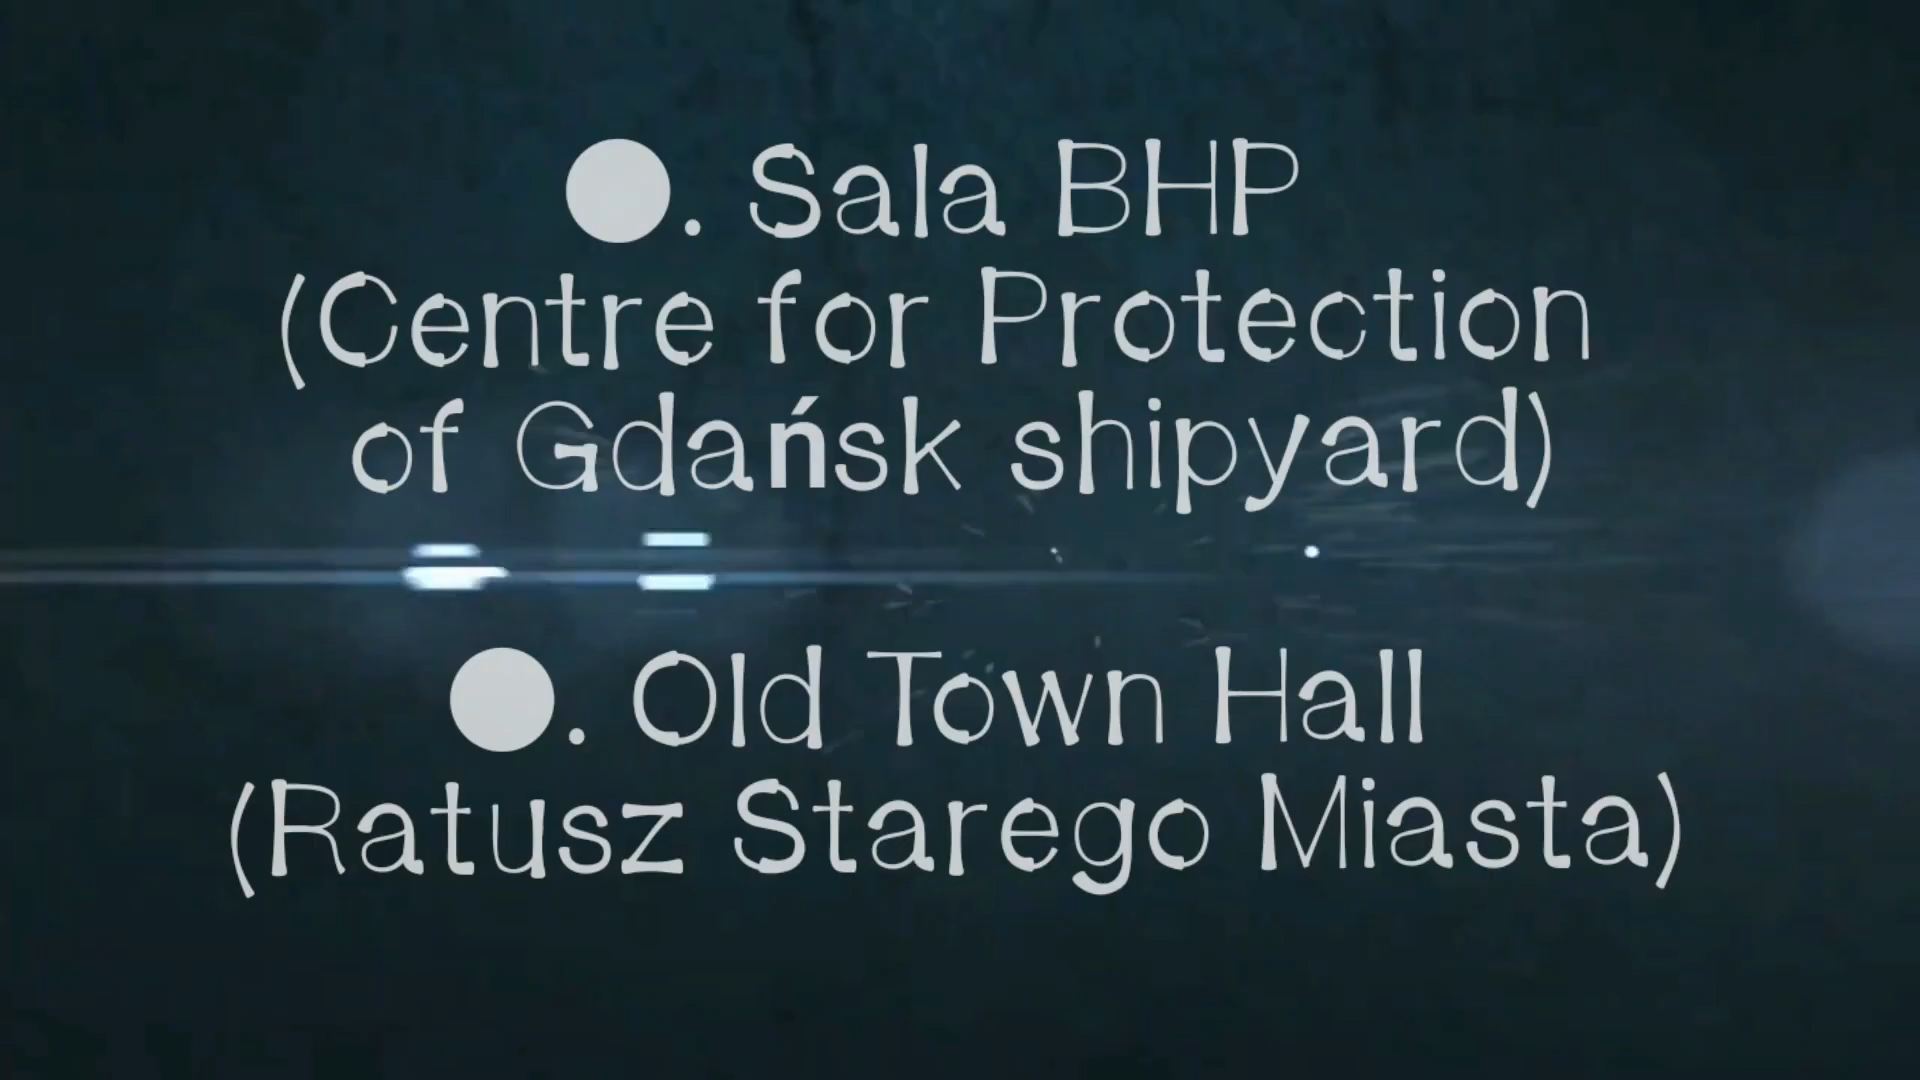 ●. Sala BHP
(Centre for Protection
of Gdańsk shipyard)
●. Old Town Hall
(Ratusz Starego Miasta)